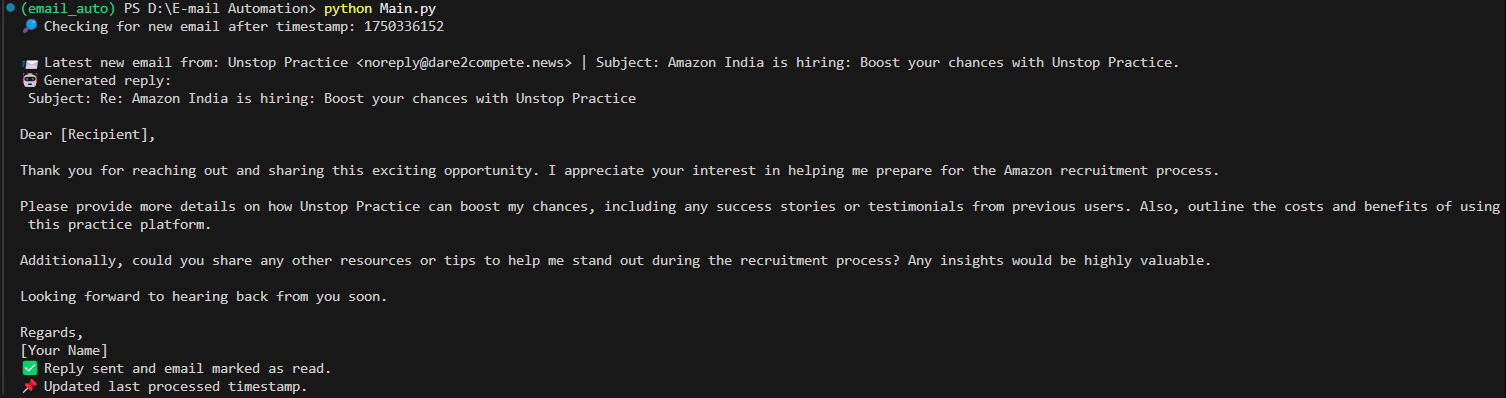 (email_auto) PS D:\E-mail Automation> python Main.py
🔎 Checking for new email after timestamp: 1750336152
📨 Latest new email from: Unstop Practice <noreply@dare2compete.news> | Subject: Amazon India is hiring: Boost your chances with Unstop Practice.
🤖 Generated reply:
Subject: Re: Amazon India is hiring: Boost your chances with Unstop Practice
Dear [Recipient],
Thank you for reaching out and sharing this exciting opportunity. I appreciate your interest in helping me prepare for the Amazon recruitment process.
Please provide more details on how Unstop Practice can boost my chances, including any success stories or testimonials from previous users. Also, outline the costs and benefits of using
this practice platform.
Additionally, could you share any other resources or tips to help me stand out during the recruitment process? Any insights would be highly valuable.
Looking forward to hearing back from you soon.
Regards,
[Your Name]
✅ Reply sent and email marked as read.
📌 Updated last processed timestamp.